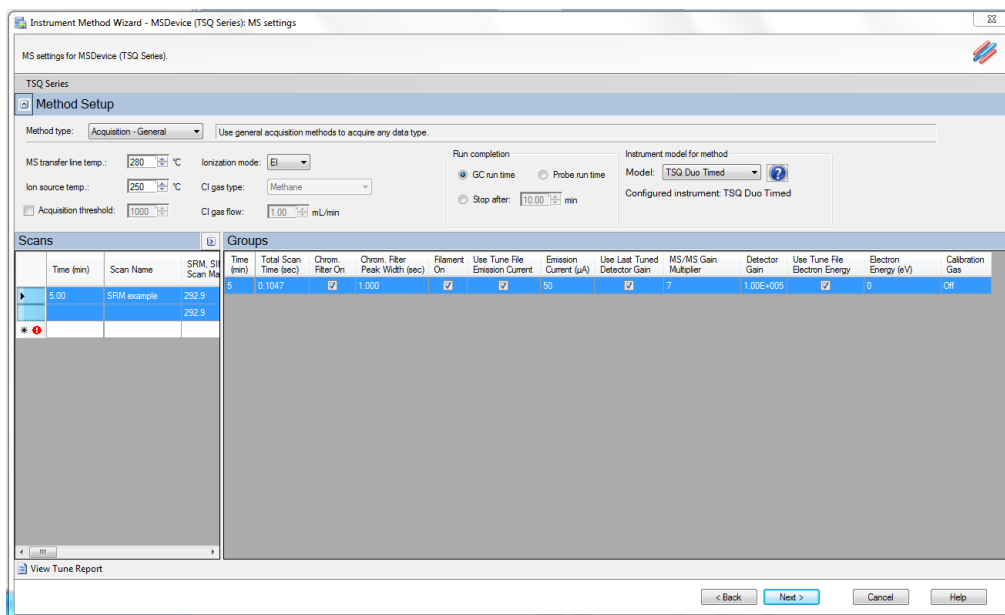 Instrument Method Wizard - MSDevice (TSQ Series): MS settings
MS settings for MSDevice (TSQ Series).
TSQ Series
Method Setup
Method type: Acquisition - General Use general acquisition methods to acquire any data type.
MS transfer line temp.: 280 °C Ionization mode: EI
Ion source temp.: 250 °C CI gas type: Methane
Acquisition threshold: 1000 CI gas flow: 1.00 mL/min
Run completion
GC run time Probe run time
Stop after: 10.00 min
Instrument model for method
Model: TSQ Duo Timed
Configured instrument: TSQ Duo Timed
Scans
Time (min) Scan Name SRM, SI
Scan Ma
5.00 SRM example 292.9
292.9
Groups
Time (min) Total Scan Time (sec) Chrom. Filter On Chrom. Filter Peak Width (sec) Filament On Use Tune File Emission Current Emission Current (µA) Use Last Tuned Detector Gain MS/MS Gain Multiplier Detector Gain Use Tune File Electron Energy Electron Energy (eV) Calibration Gas
5 0.1047 1.000 50 7 1.00E+005 0 Off
View Tune Report
< Back Next > Cancel Help